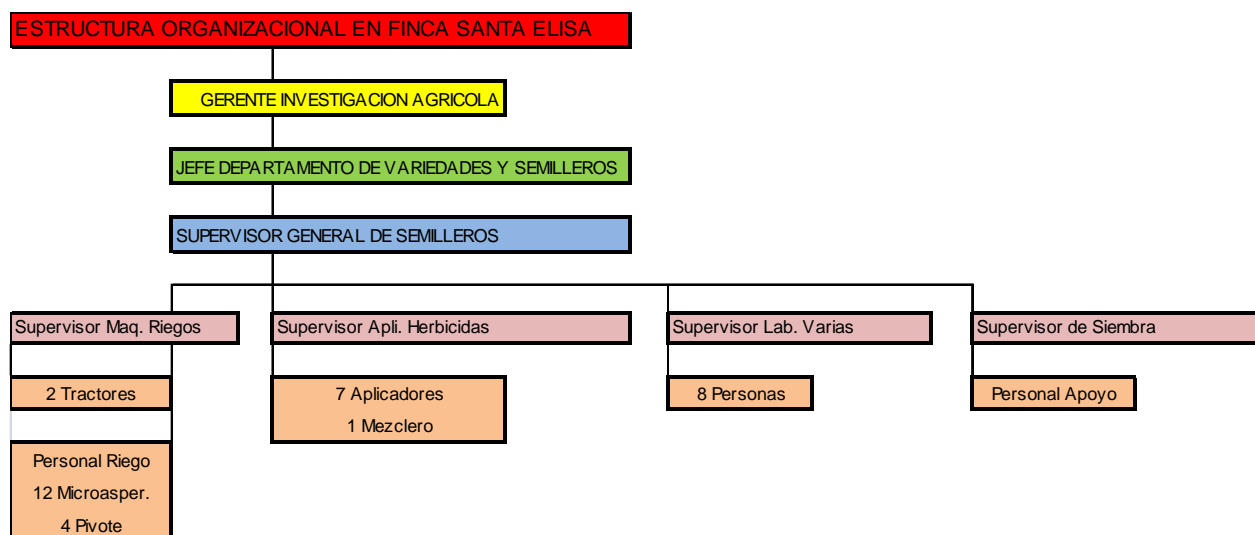 ESTRUCTURA ORGANIZACIONAL EN FINCA SANTA ELISA
GERENTE INVESTIGACION AGRICOLA
JEFE DEPARTAMENTO DE VARIEDADES Y SEMILLEROS
SUPERVISOR GENERAL DE SEMILLEROS
Supervisor Maq. Riegos
Supervisor Apli. Herbicidas
Supervisor Lab. Varias
Supervisor de Siembra
2 Tractores
7 Aplicadores
1 Mezclero
8 Personas
Personal Apoyo
Personal Riego
12 Microasper.
4 Pivote